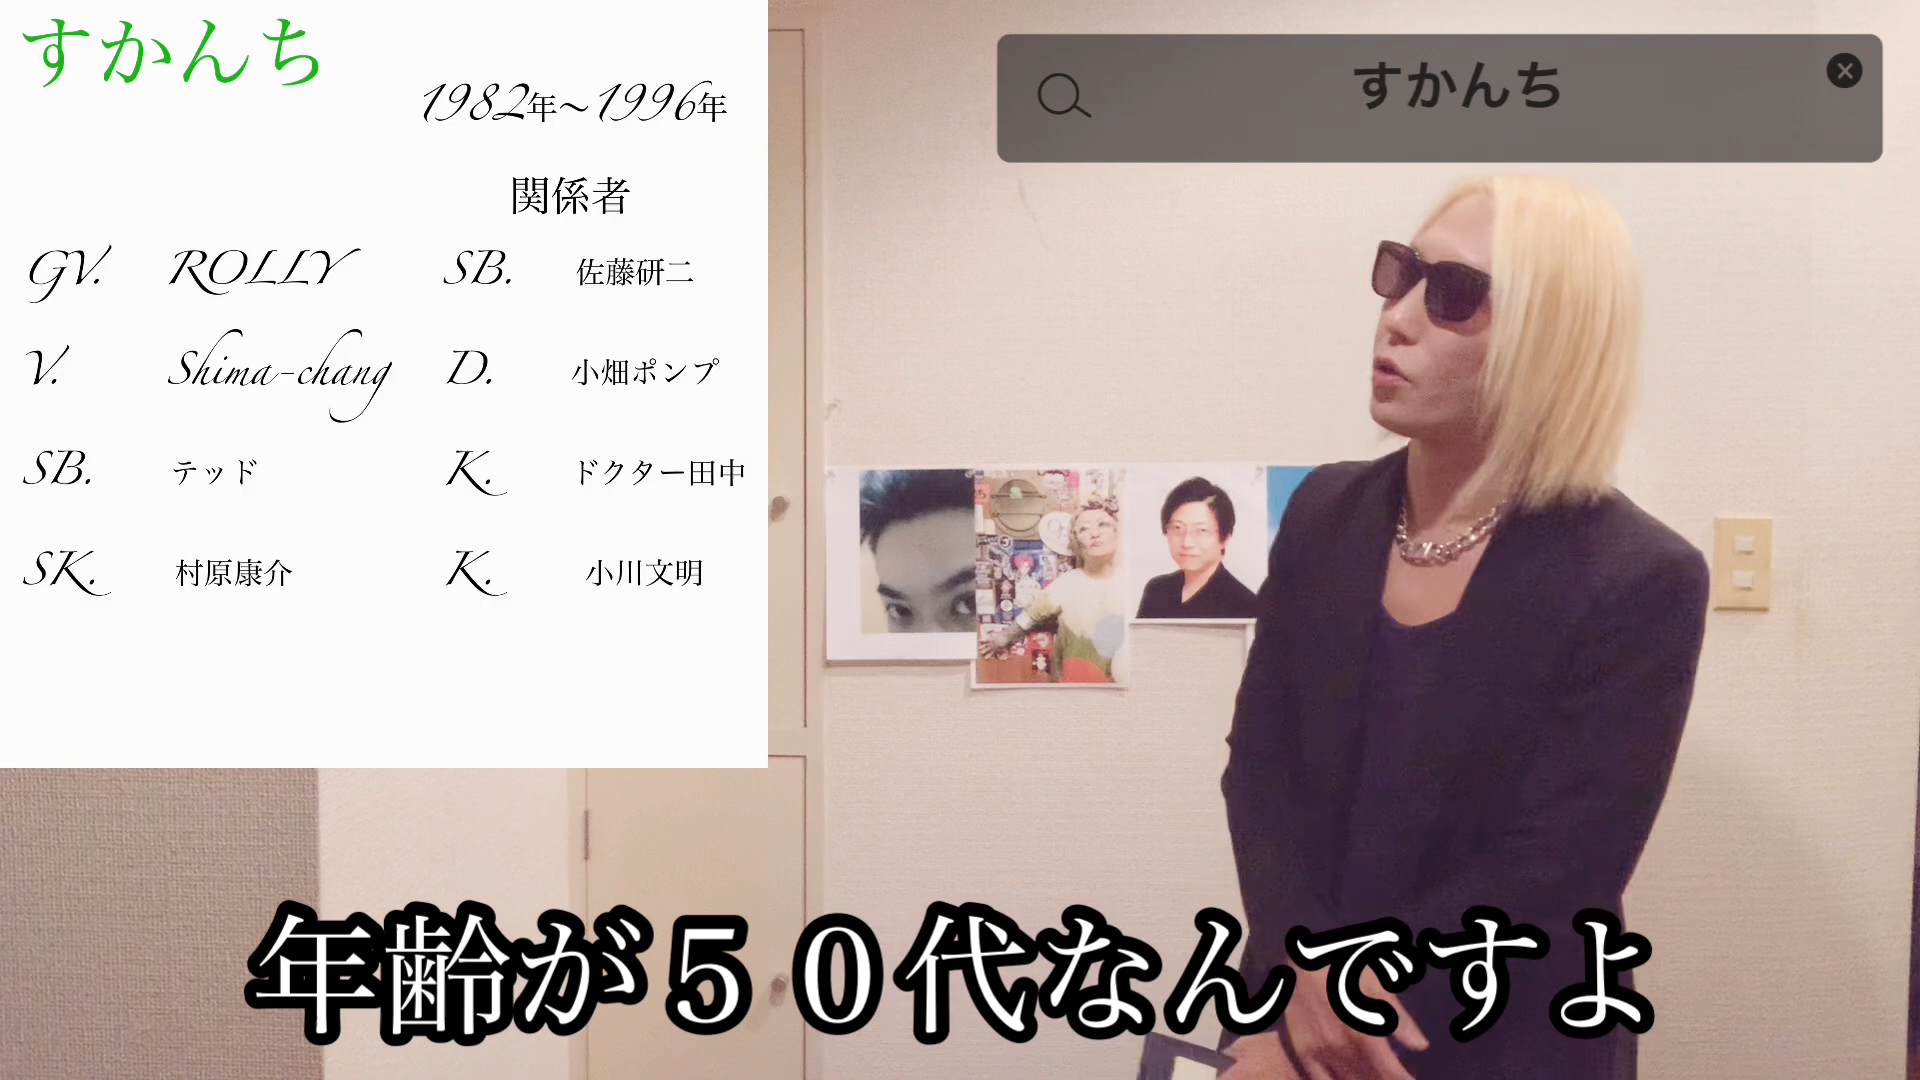 すかんち
1982年〜1996年
関係者
GV. ROLLY SB. 佐藤研二
V. Shima-chang D. 小畑ポンプ
SB. テッド K. ドクター田中
SK. 村原康介 K. 小川文明
すかんち
年齢が５０代なんですよ